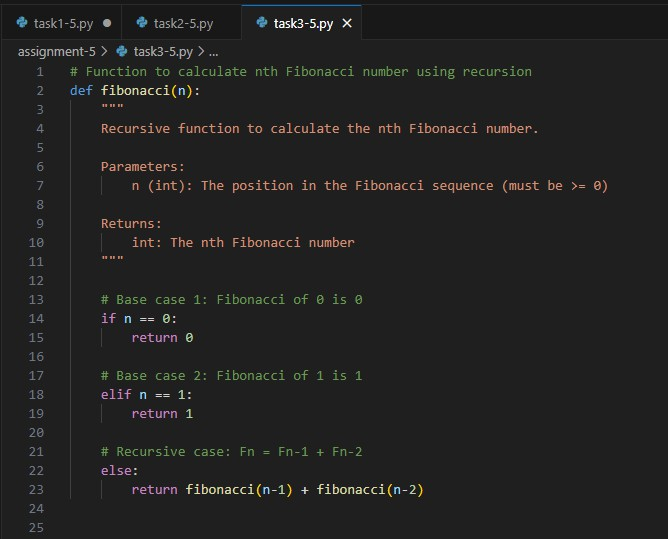 task1-5.py task2-5.py task3-5.py
assignment-5 > task3-5.py > ...
1 # Function to calculate nth Fibonacci number using recursion
2 def fibonacci(n):
3     """
4     Recursive function to calculate the nth Fibonacci number.
5
6     Parameters:
7         n (int): The position in the Fibonacci sequence (must be >= 0)
8
9     Returns:
10         int: The nth Fibonacci number
11     """
12
13     # Base case 1: Fibonacci of 0 is 0
14     if n == 0:
15         return 0
16
17     # Base case 2: Fibonacci of 1 is 1
18     elif n == 1:
19         return 1
20
21     # Recursive case: Fn = Fn-1 + Fn-2
22     else:
23         return fibonacci(n-1) + fibonacci(n-2)
24
25